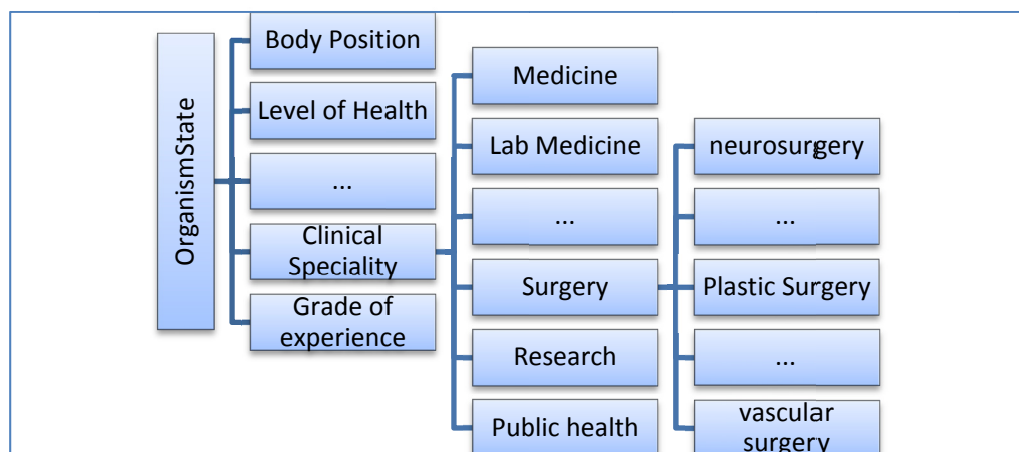 OrganismState
Body Position
Level of Health
...
Clinical
Speciality
Grade of
experience
Medicine
Lab Medicine
...
Surgery
Research
Public health
neurosurgery
...
Plastic Surgery
...
vascular
surgery